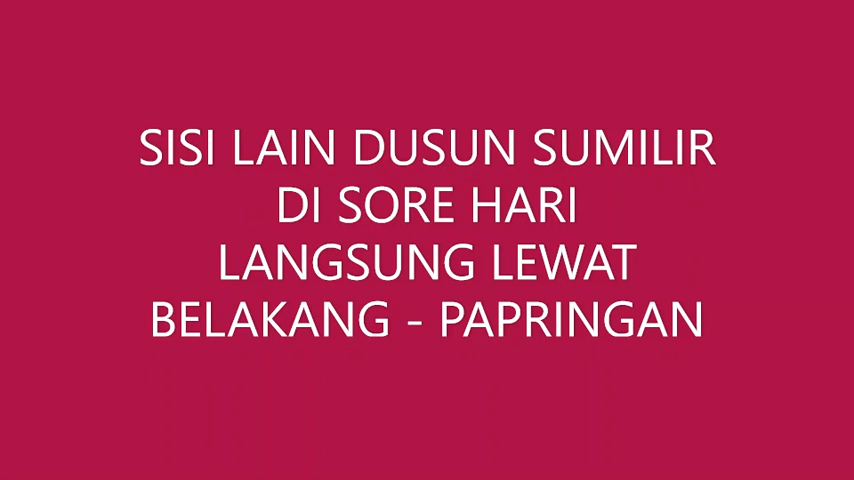 SISI LAIN DUSUN SUMILIR
DI SORE HARI
LANGSUNG LEWAT
BELAKANG - PAPRINGAN